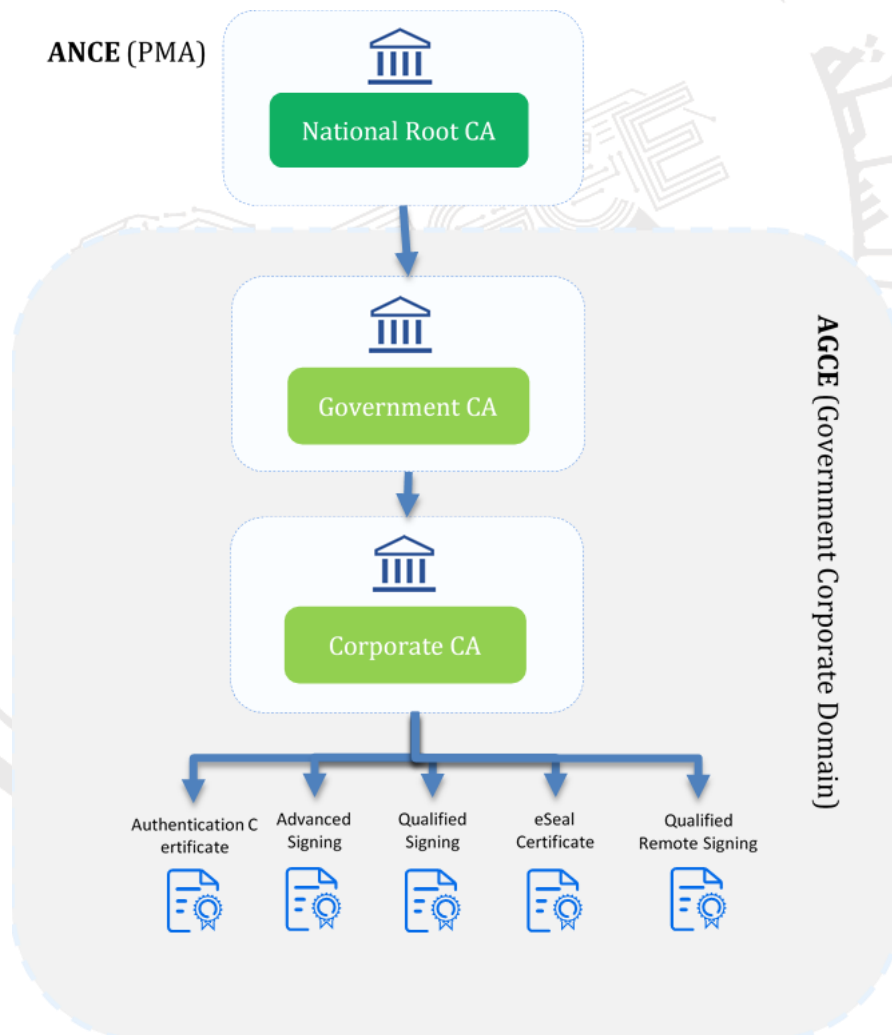 ANCE (PMA)
National Root CA
AGCE
Government CA
AGCE (Government Corporate Domain)
Corporate CA
Authentication C
ertificate
Advanced
Signing
Qualified
Signing
eSeal
Certificate
Qualified
Remote Signing